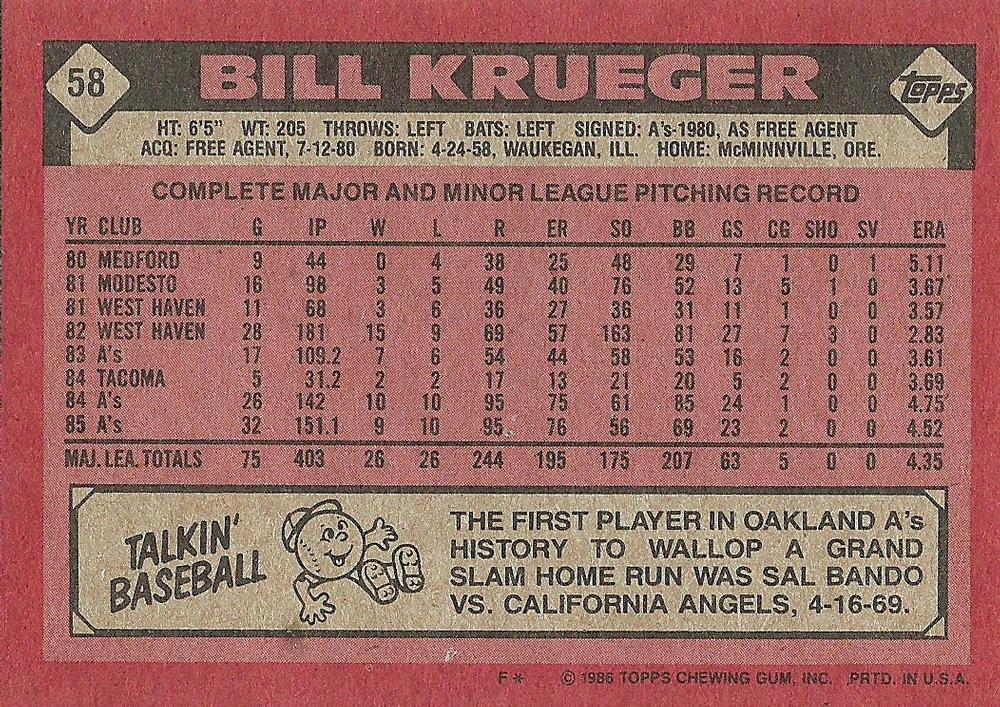 58 BILL KRUEGER TOPPS
HT: 6'5" WT: 205 THROWS: LEFT BATS: LEFT SIGNED: A's-1980, AS FREE AGENT
ACQ: FREE AGENT, 7-12-80 BORN: 4-24-58, WAUKEGAN, ILL. HOME: McMINNVILLE, ORE.
COMPLETE MAJOR AND MINOR LEAGUE PITCHING RECORD
YR CLUB G IP W L R ER SO BB GS CG SHO SV ERA
80 MEDFORD 9 44 0 4 38 25 48 29 7 1 0 1 5.11
81 MODESTO 16 98 3 5 49 40 76 52 13 5 1 0 3.67
81 WEST HAVEN 11 68 3 6 36 27 36 31 11 1 0 0 3.57
82 WEST HAVEN 28 181 15 9 69 57 163 81 27 7 3 0 2.83
83 A's 17 109.2 7 6 54 44 58 53 16 2 0 0 3.61
84 TACOMA 5 31.2 2 2 17 13 21 20 5 2 0 0 3.69
84 A's 26 142 10 10 95 75 61 85 24 1 0 0 4.75
85 A's 32 151.1 9 10 95 76 56 69 23 2 0 0 4.52
MAJ. LEA. TOTALS 75 403 26 26 244 195 175 207 63 5 0 0 4.35
TALKIN'
BASEBALL
THE FIRST PLAYER IN OAKLAND A's
HISTORY TO WALLOP A GRAND
SLAM HOME RUN WAS SAL BANDO
VS. CALIFORNIA ANGELS, 4-16-69.
F* © 1986 TOPPS CHEWING GUM, INC. PRTD. IN U.S.A.